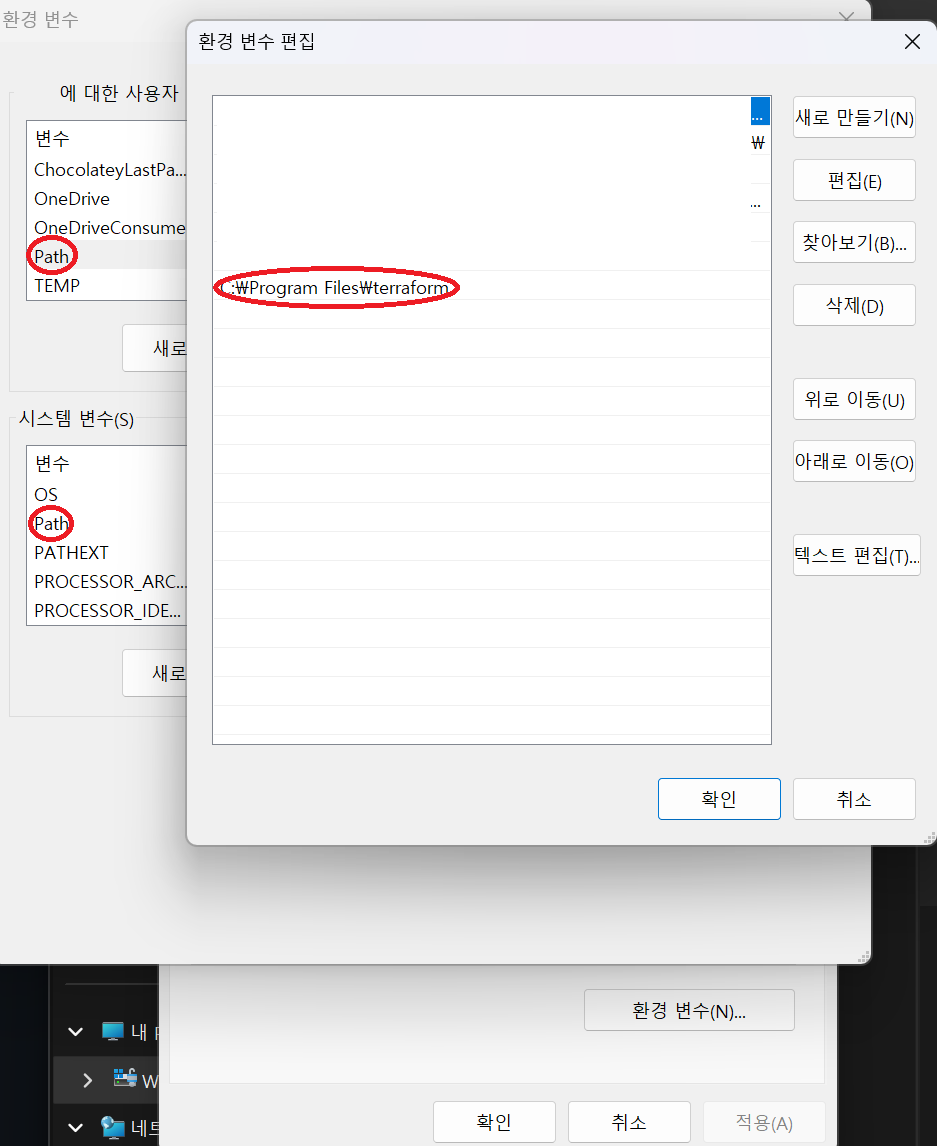 환경 변수
환경 변수 편집
에 대한 사용자
변수
ChocolateyLastPa...
OneDrive
OneDriveConsume
Path
TEMP
새로
시스템 변수(S)
변수
OS
Path
PATHEXT
PROCESSOR_ARC...
PROCESSOR_IDE...
새로
...
₩
...
C:₩Program Files₩terraform
새로 만들기(N)
편집(E)
찾아보기(B)...
삭제(D)
위로 이동(U)
아래로 이동(O)
텍스트 편집(T)...
확인
취소
환경 변수(N)...
내
W
네트
확인
취소
적용(A)